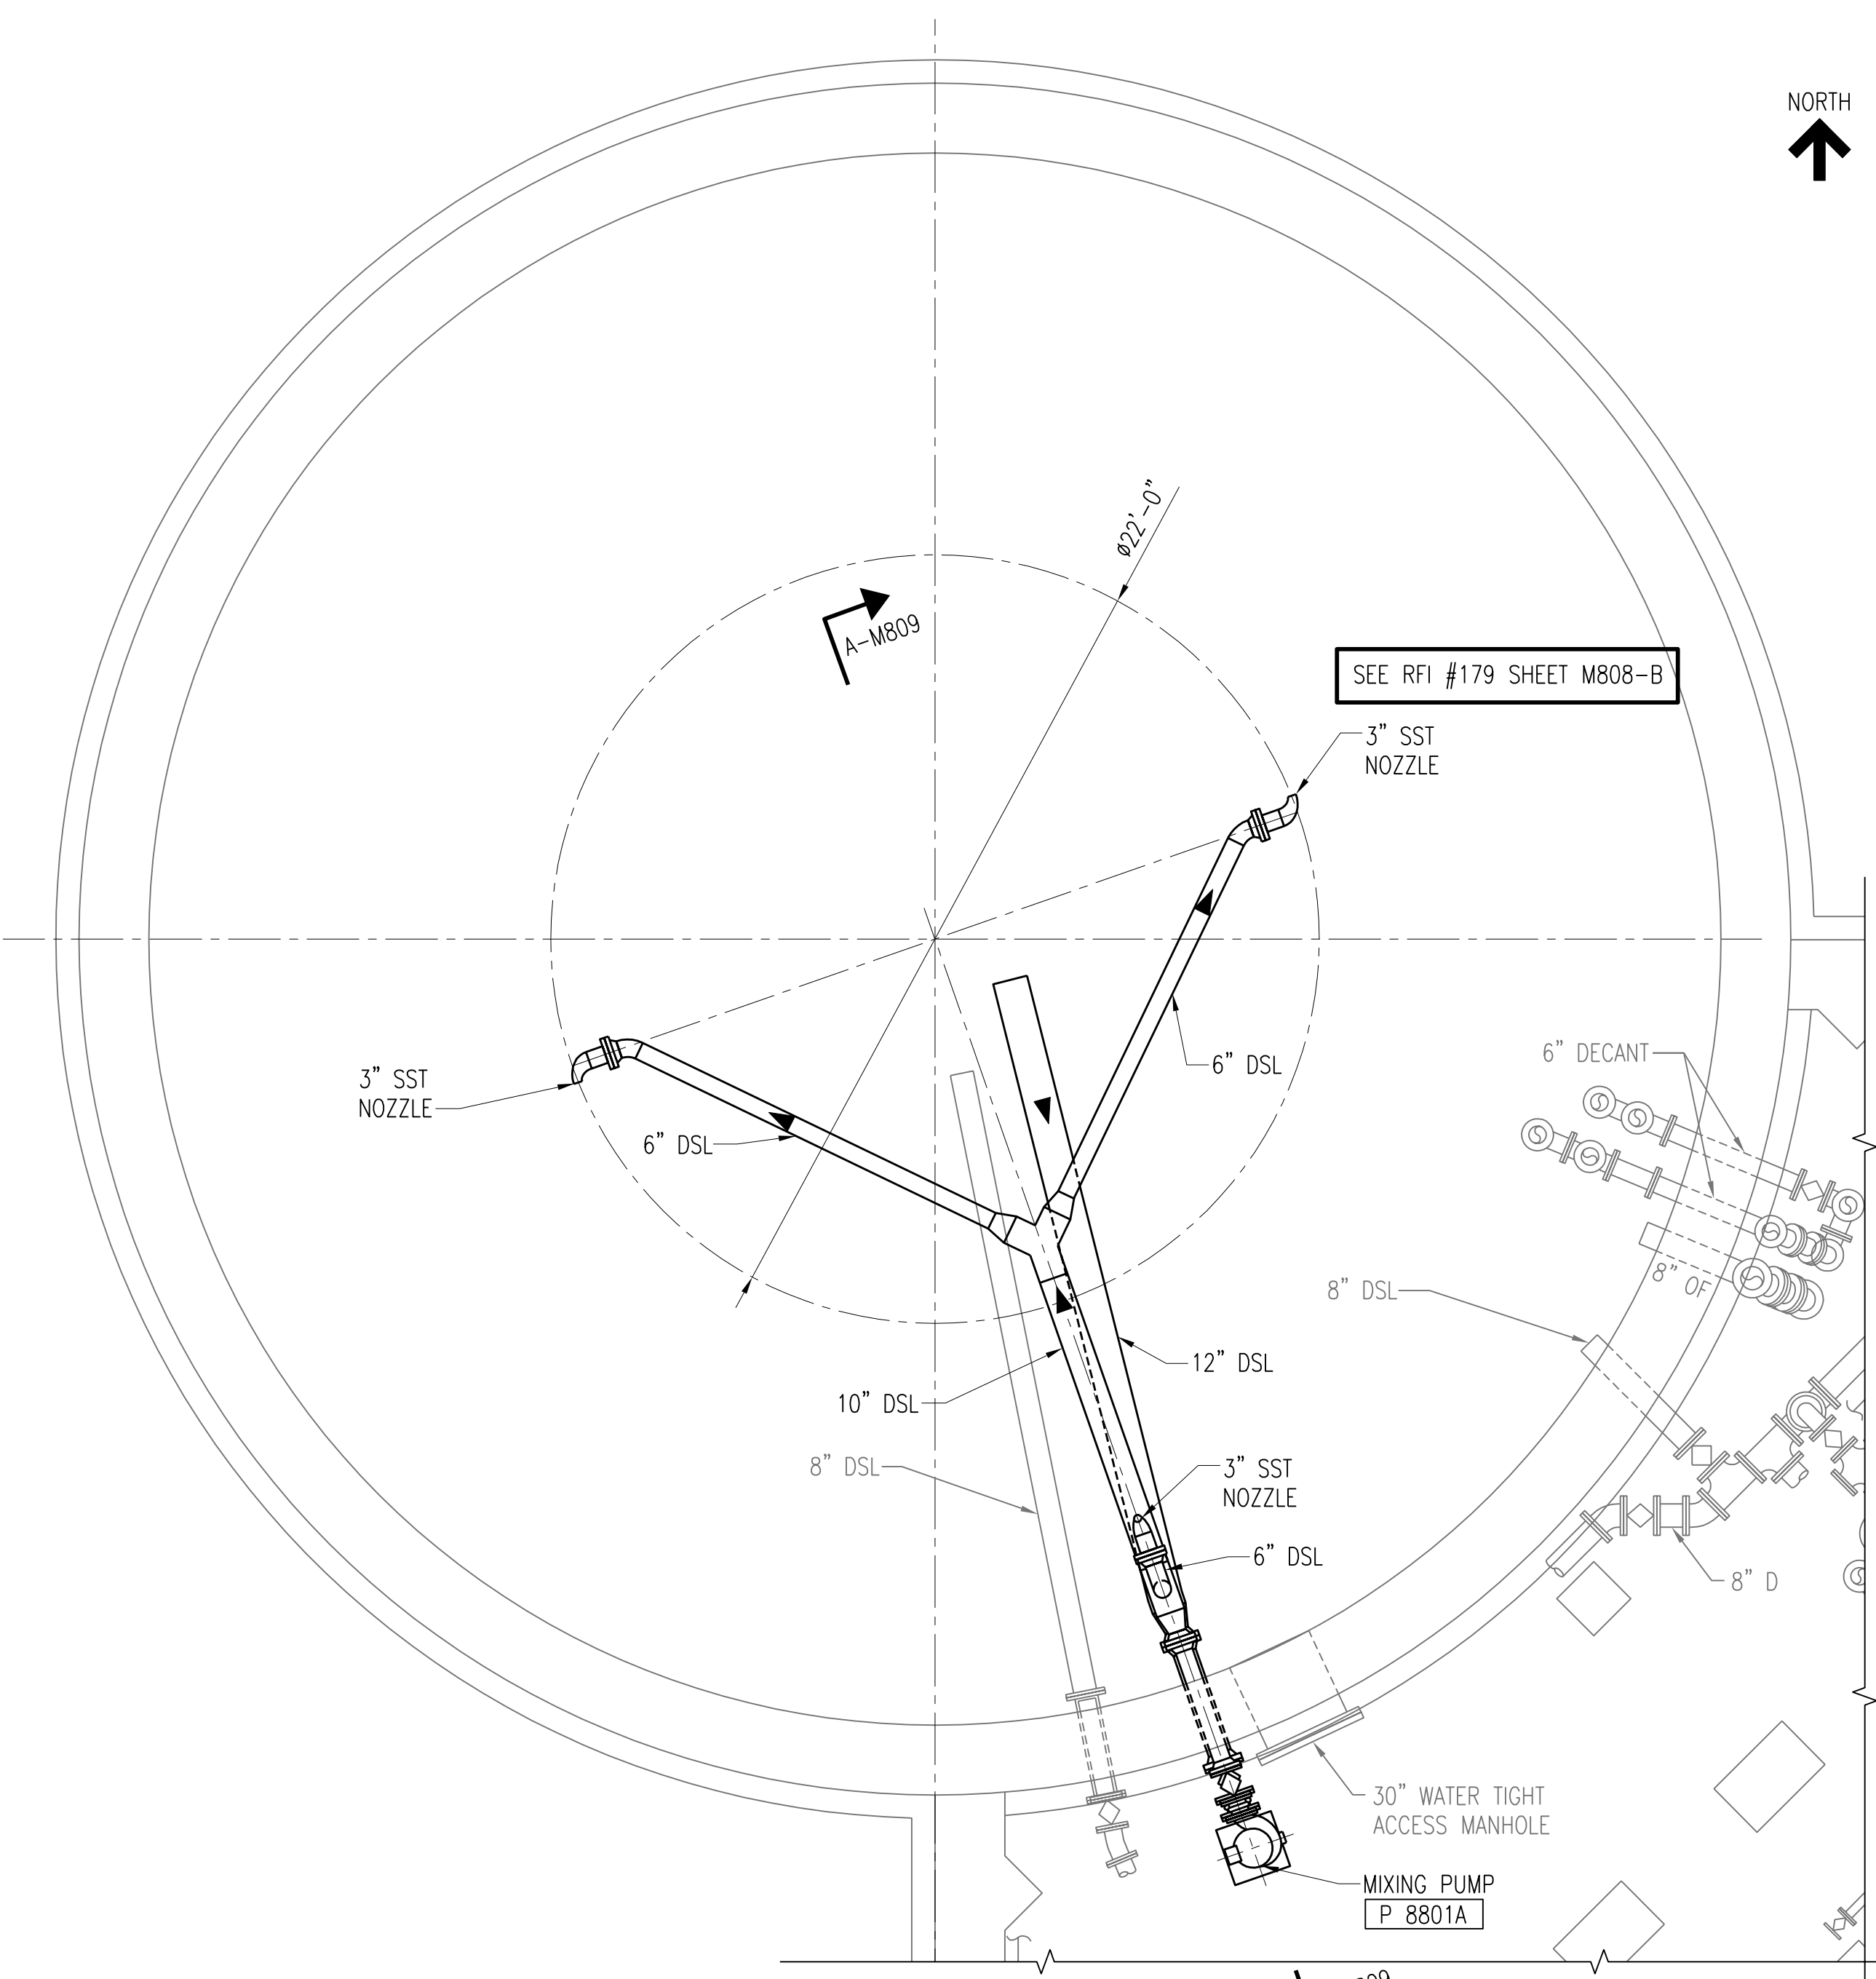 NORTH
ø22'-0"
A-M809
SEE RFI #179 SHEET M808-B
3" SST
NOZZLE
6" DECANT
6" DSL
3" SST
NOZZLE
6" DSL
8" OF
8" DSL
12" DSL
10" DSL
8" DSL
3" SST
NOZZLE
6" DSL
8" D
30" WATER TIGHT
ACCESS MANHOLE
MIXING PUMP
P 8801A